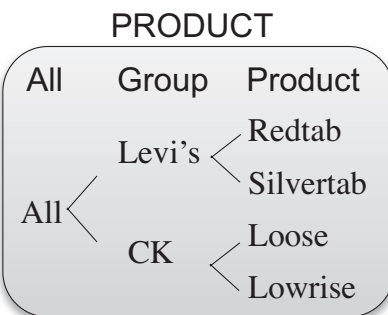 PRODUCT
All Group Product
Redtab
Levi's
Silvertab
All
Loose
CK
Lowrise